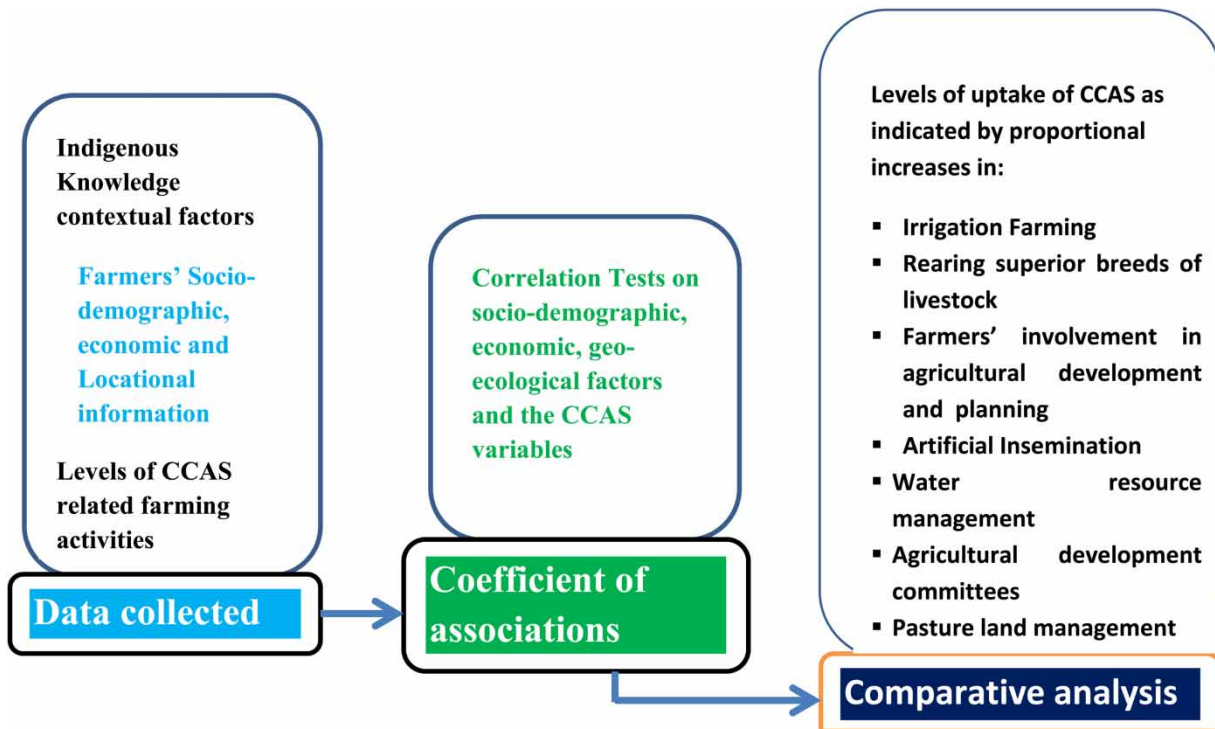 Indigenous
Knowledge
contextual factors
Farmers' Socio-
demographic,
economic and
Locational
information
Levels of CCAS
related farming
activities
Data collected
Correlation Tests on
socio-demographic,
economic, geo-
ecological factors
and the CCAS
variables
Coefficient of
associations
Levels of uptake of CCAS as
indicated by proportional
increases in:
▪ Irrigation Farming
▪ Rearing superior breeds of
livestock
▪ Farmers' involvement in
agricultural development
and planning
▪ Artificial Insemination
▪ Water resource
management
▪ Agricultural development
committees
▪ Pasture land management
Comparative analysis